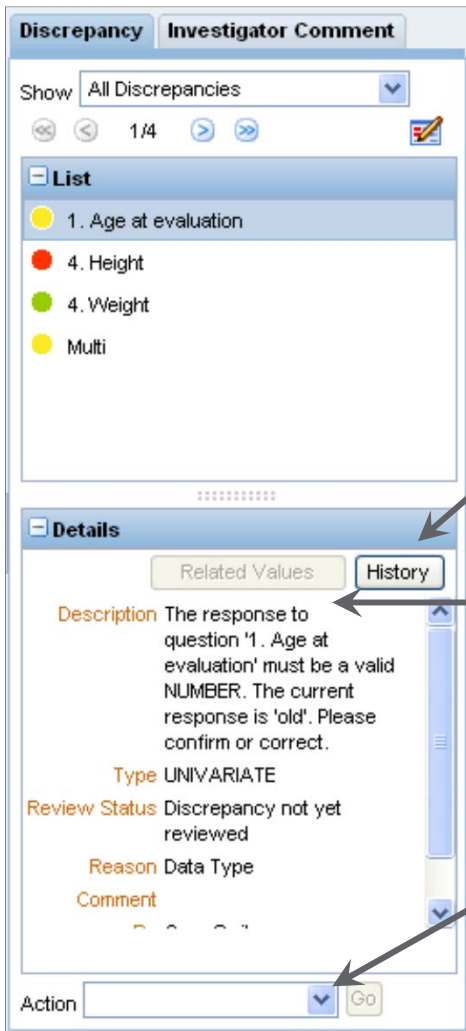 Discrepancy Investigator Comment
Show All Discrepancies
1/4
List
1. Age at evaluation
4. Height
4. Weight
Multi
Details
Related Values History
Description The response to
question '1. Age at
evaluation' must be a valid
NUMBER. The current
response is 'old'. Please
confirm or correct.
Type UNIVARIATE
Review Status Discrepancy not yet
reviewed
Reason Data Type
Comment
Action Go